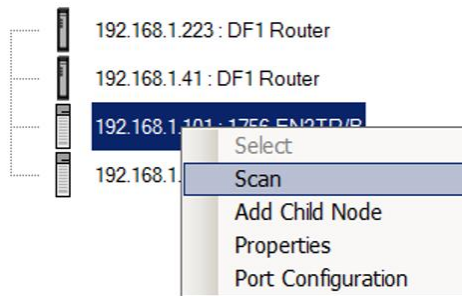 192.168.1.223 : DF1 Router
192.168.1.41 : DF1 Router
192.168.1.101 : 1756-EN2TR/B
Select
192.168.1.
Scan
Add Child Node
Properties
Port Configuration